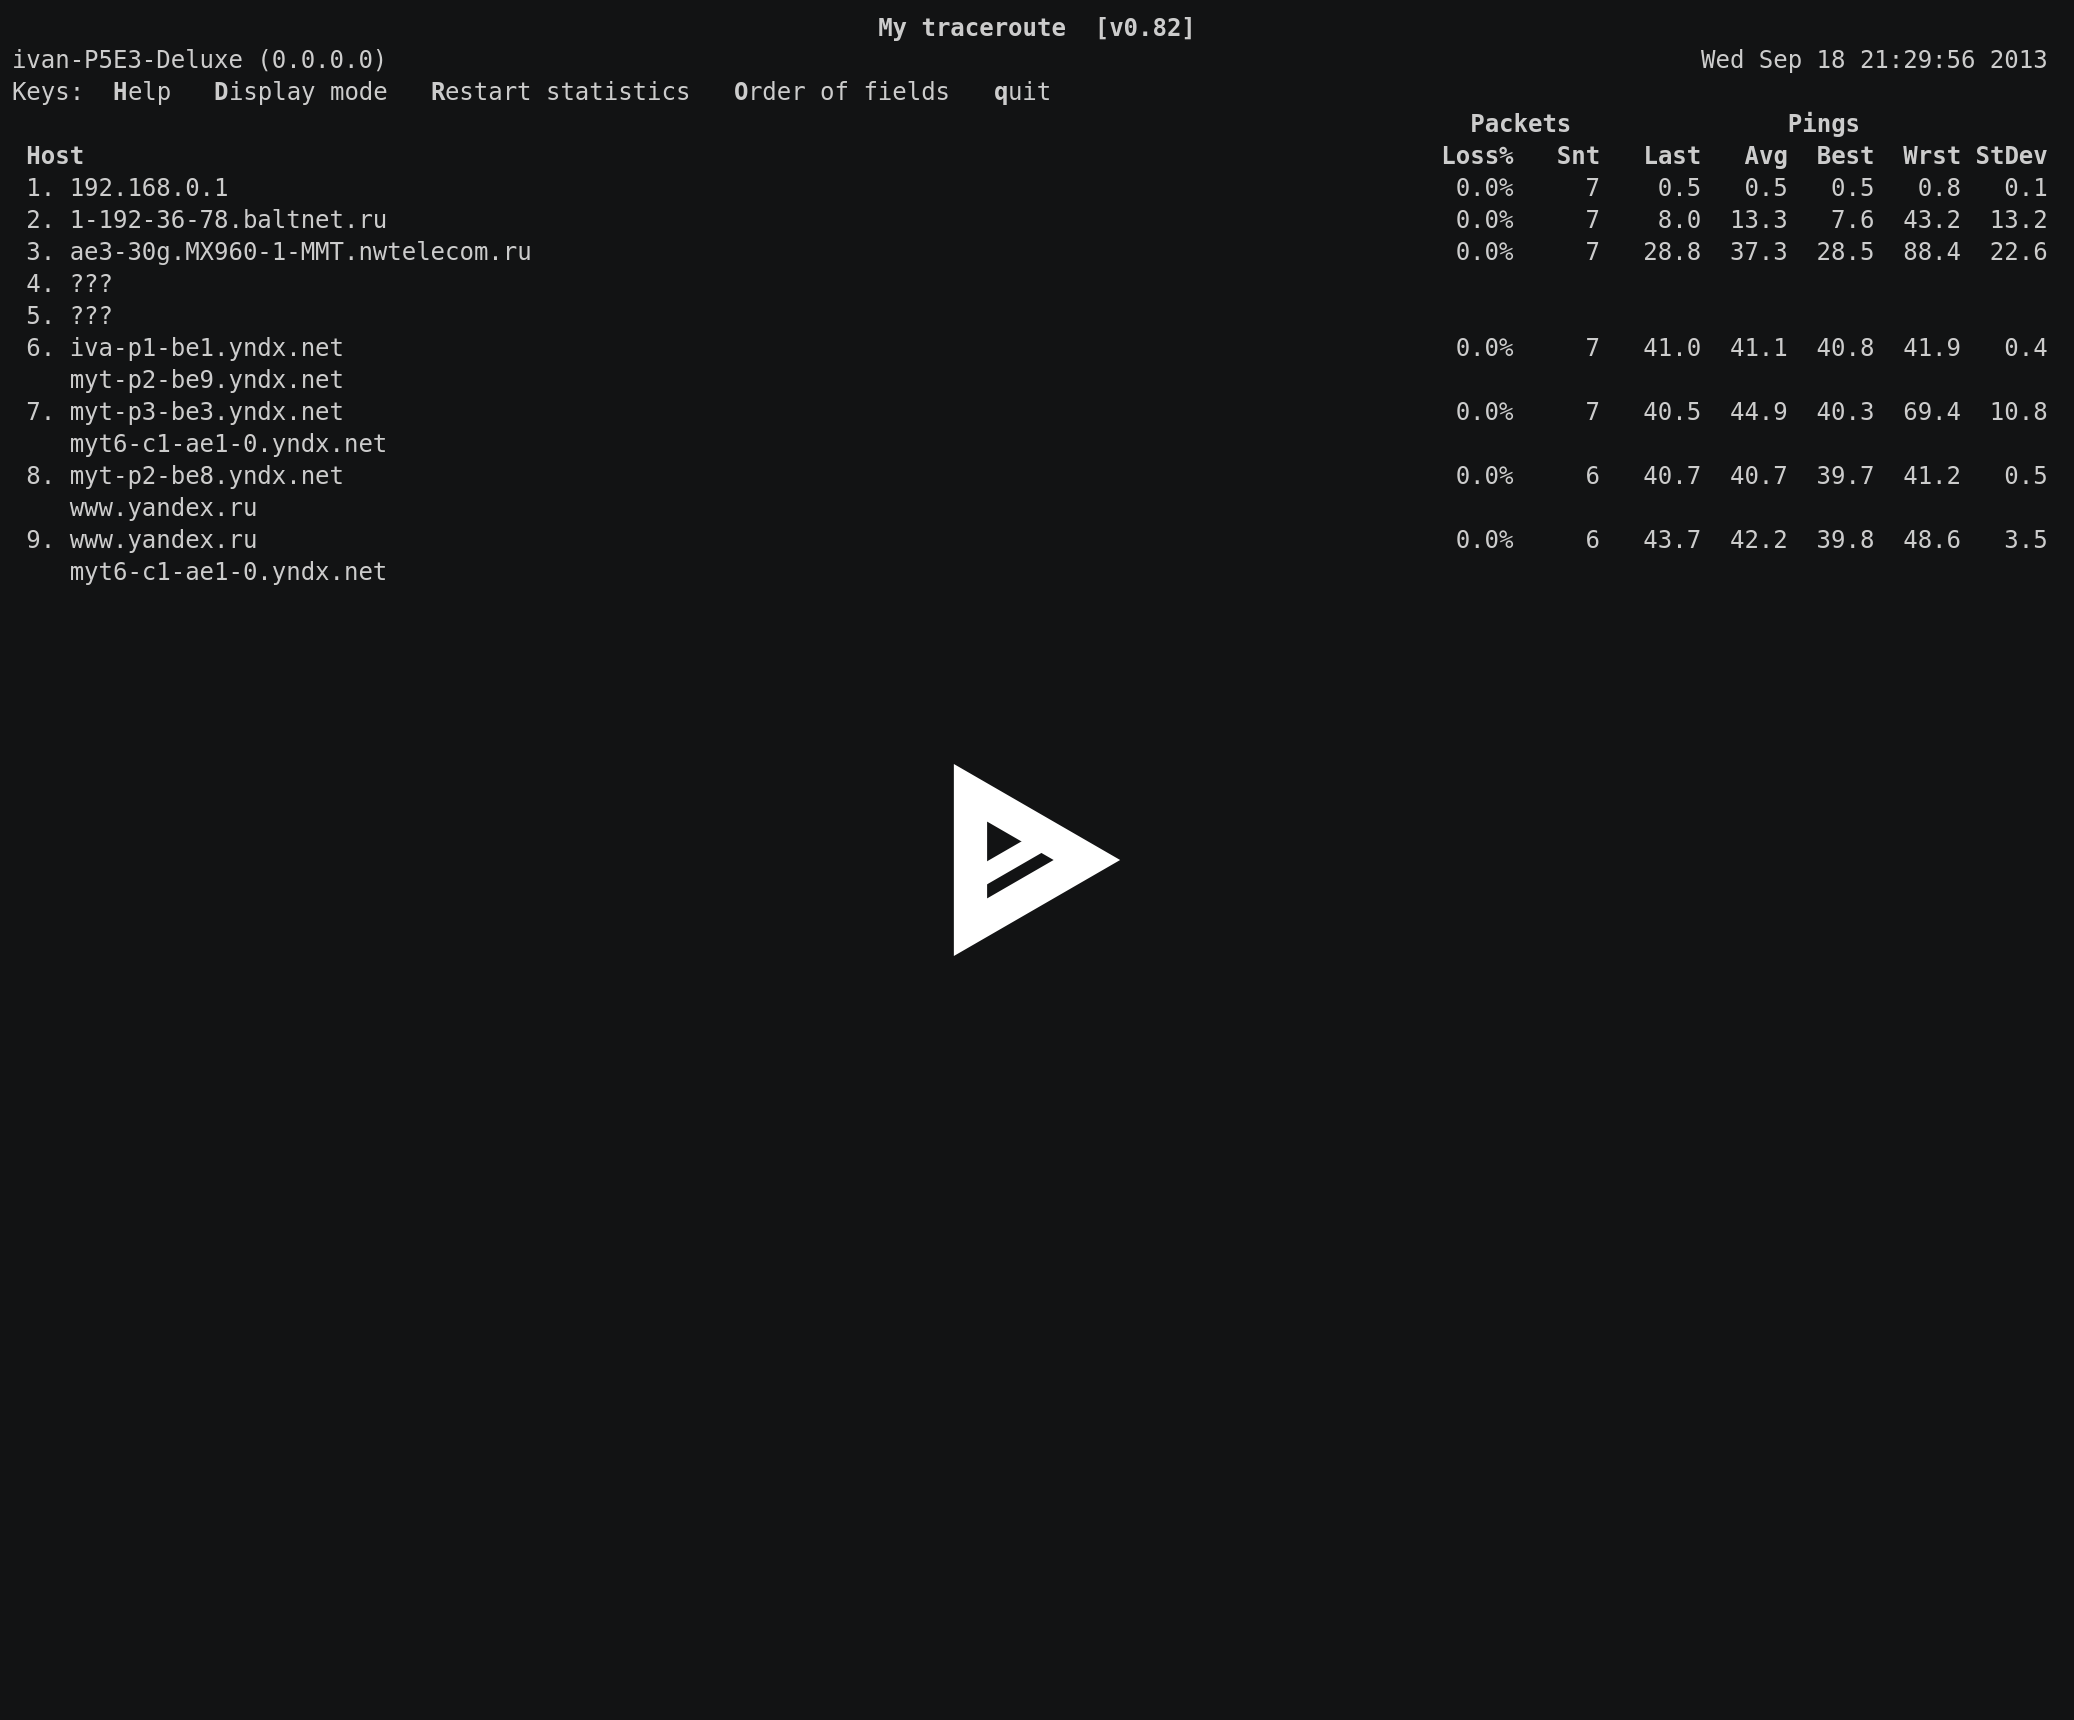 My traceroute  [v0.82]
ivan-P5E3-Deluxe (0.0.0.0) Wed Sep 18 21:29:56 2013
Keys:  Help   Display mode   Restart statistics   Order of fields   quit
Packets Pings
Host Loss% Snt Last Avg Best Wrst StDev
1. 192.168.0.1 0.0% 7 0.5 0.5 0.5 0.8 0.1
2. 1-192-36-78.baltnet.ru 0.0% 7 8.0 13.3 7.6 43.2 13.2
3. ae3-30g.MX960-1-MMT.nwtelecom.ru 0.0% 7 28.8 37.3 28.5 88.4 22.6
4. ???
5. ???
6. iva-p1-be1.yndx.net 0.0% 7 41.0 41.1 40.8 41.9 0.4
myt-p2-be9.yndx.net
7. myt-p3-be3.yndx.net 0.0% 7 40.5 44.9 40.3 69.4 10.8
myt6-c1-ae1-0.yndx.net
8. myt-p2-be8.yndx.net 0.0% 6 40.7 40.7 39.7 41.2 0.5
www.yandex.ru
9. www.yandex.ru 0.0% 6 43.7 42.2 39.8 48.6 3.5
myt6-c1-ae1-0.yndx.net